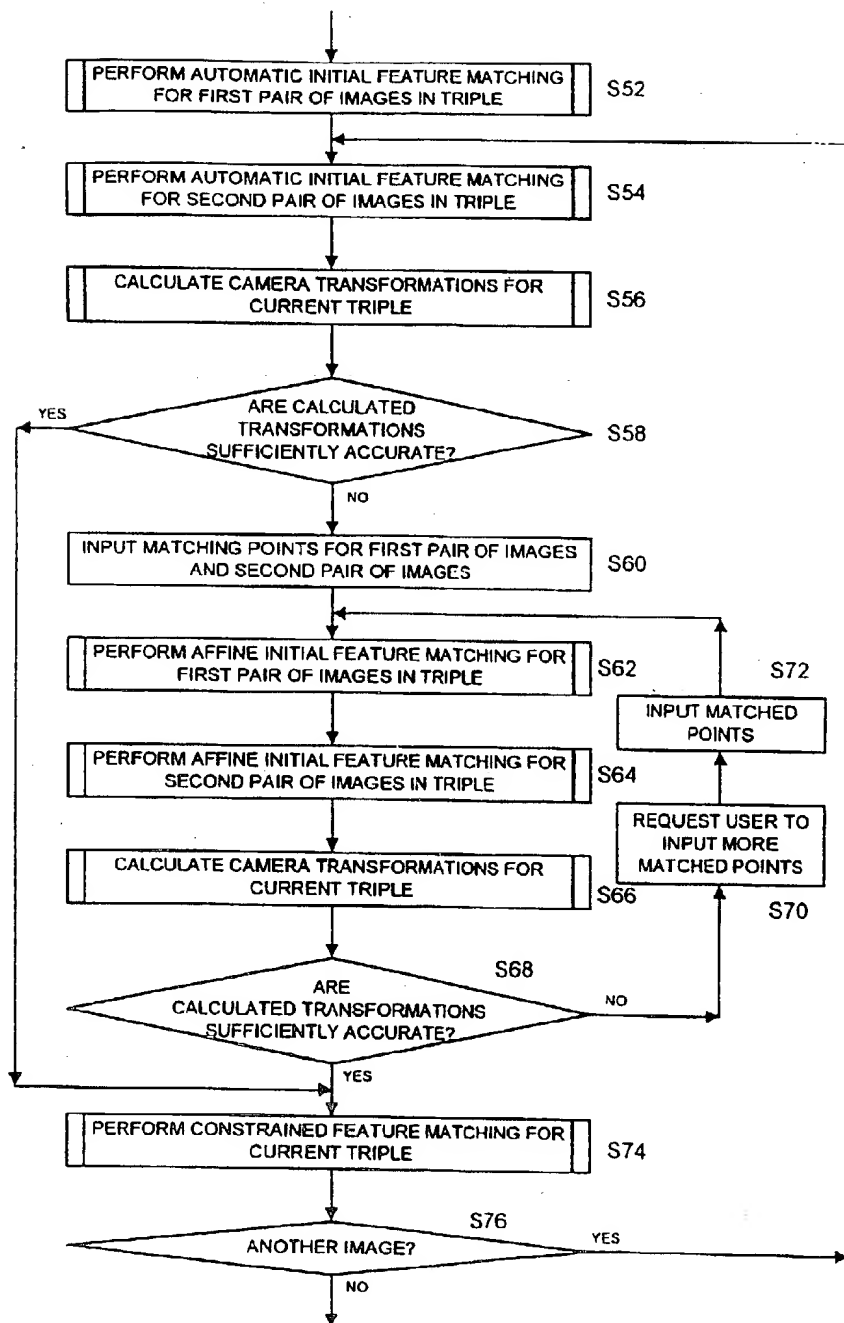 PERFORM AUTOMATIC INITIAL FEATURE MATCHING
FOR FIRST PAIR OF IMAGES IN TRIPLE
S52
PERFORM AUTOMATIC INITIAL FEATURE MATCHING
FOR SECOND PAIR OF IMAGES IN TRIPLE
S54
CALCULATE CAMERA TRANSFORMATIONS FOR
CURRENT TRIPLE
S56
YES
ARE CALCULATED
TRANSFORMATIONS
SUFFICIENTLY ACCURATE?
S58
NO
INPUT MATCHING POINTS FOR FIRST PAIR OF IMAGES
AND SECOND PAIR OF IMAGES
S60
PERFORM AFFINE INITIAL FEATURE MATCHING FOR
FIRST PAIR OF IMAGES IN TRIPLE
S62
S72
INPUT MATCHED
POINTS
PERFORM AFFINE INITIAL FEATURE MATCHING FOR
SECOND PAIR OF IMAGES IN TRIPLE
S64
REQUEST USER TO
INPUT MORE
MATCHED POINTS
S70
CALCULATE CAMERA TRANSFORMATIONS FOR
CURRENT TRIPLE
S66
S68
ARE
CALCULATED TRANSFORMATIONS
SUFFICIENTLY ACCURATE?
NO
YES
PERFORM CONSTRAINED FEATURE MATCHING FOR
CURRENT TRIPLE
S74
S76
ANOTHER IMAGE?
YES
NO